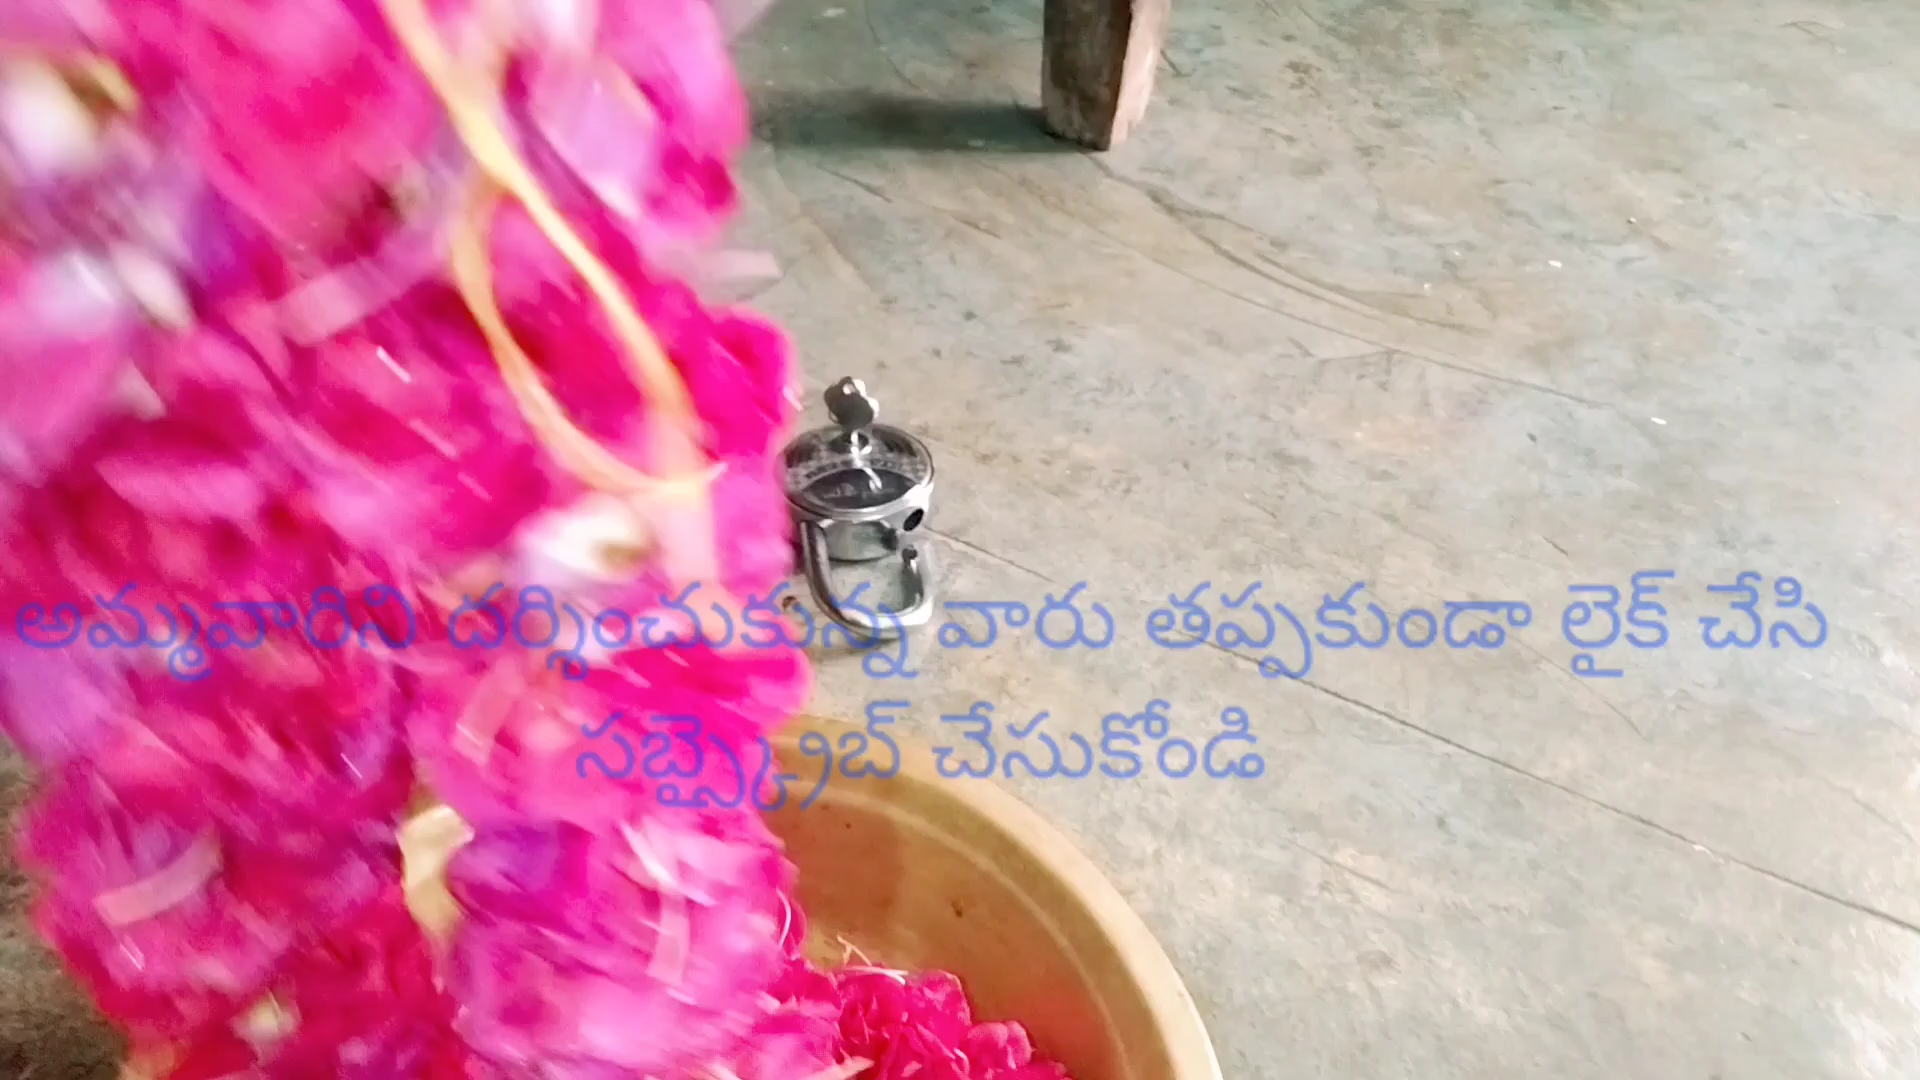 అమ్మవారిని దర్శించుకున్న వారు తప్పకుండా లైక్ చేసి
సబ్స్క్రైబ్ చేసుకోండి